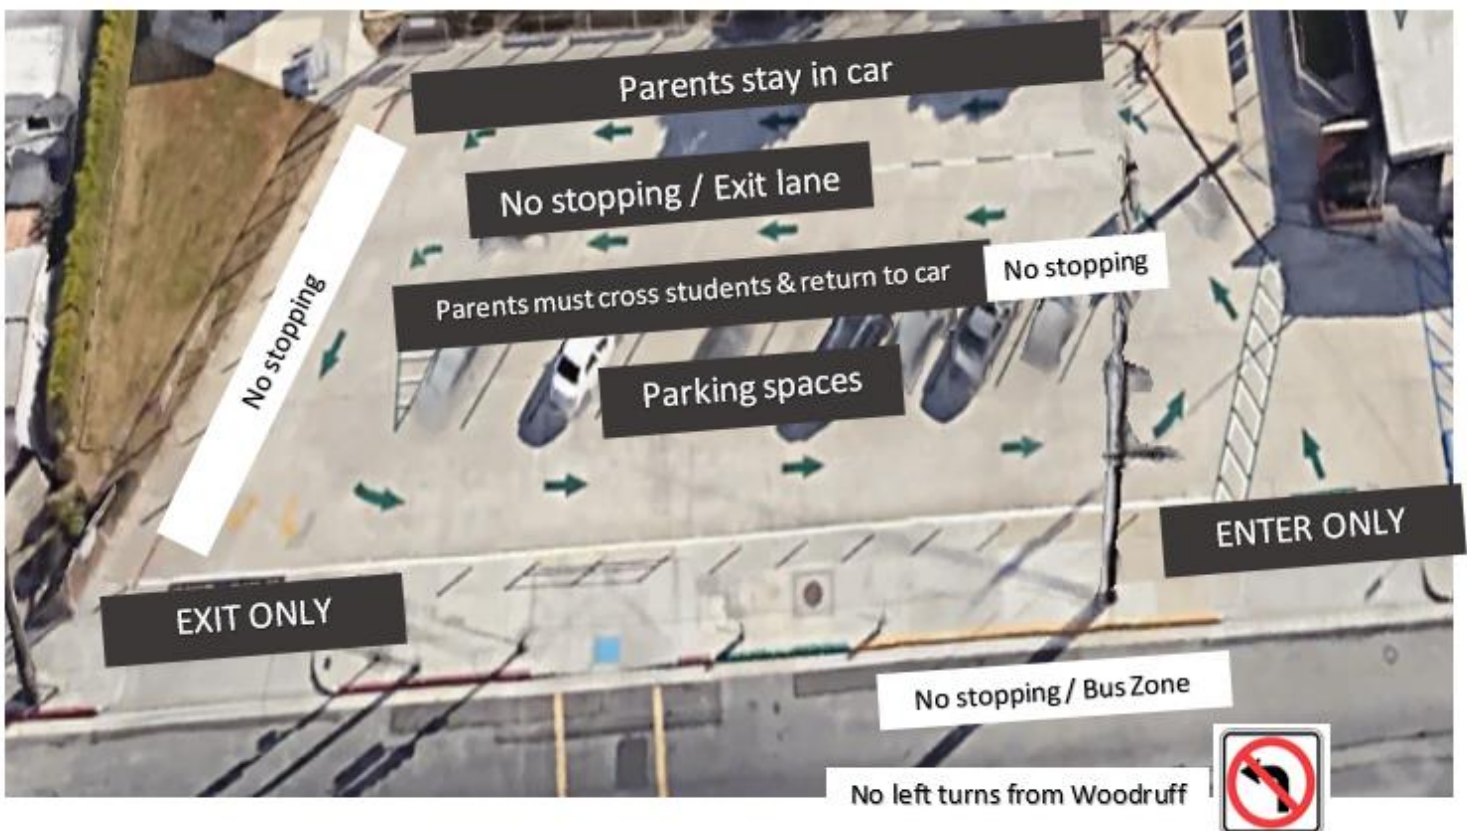 Parents stay in car
No stopping / Exit lane
Parents must cross students & return to car
No stopping
No stopping
Parking spaces
ENTER ONLY
EXIT ONLY
No stopping / Bus Zone
No left turns from Woodruff